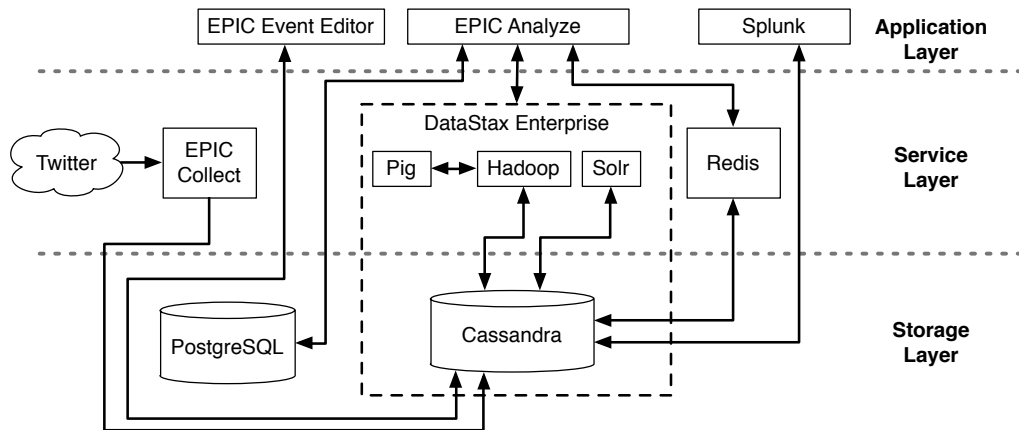 EPIC Event Editor
EPIC Analyze
Splunk
Application
Layer
DataStax Enterprise
Twitter
EPIC
Collect
Pig
Hadoop
Solr
Redis
Service
Layer
PostgreSQL
Cassandra
Storage
Layer